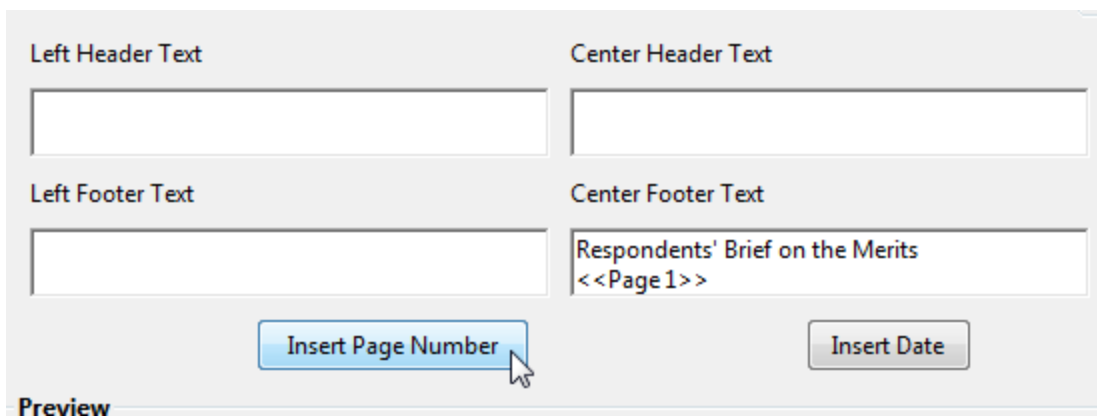 Left Header Text
Center Header Text
Left Footer Text
Center Footer Text
Respondents' Brief on the Merits
<<Page 1>>
Insert Page Number
Insert Date
Preview